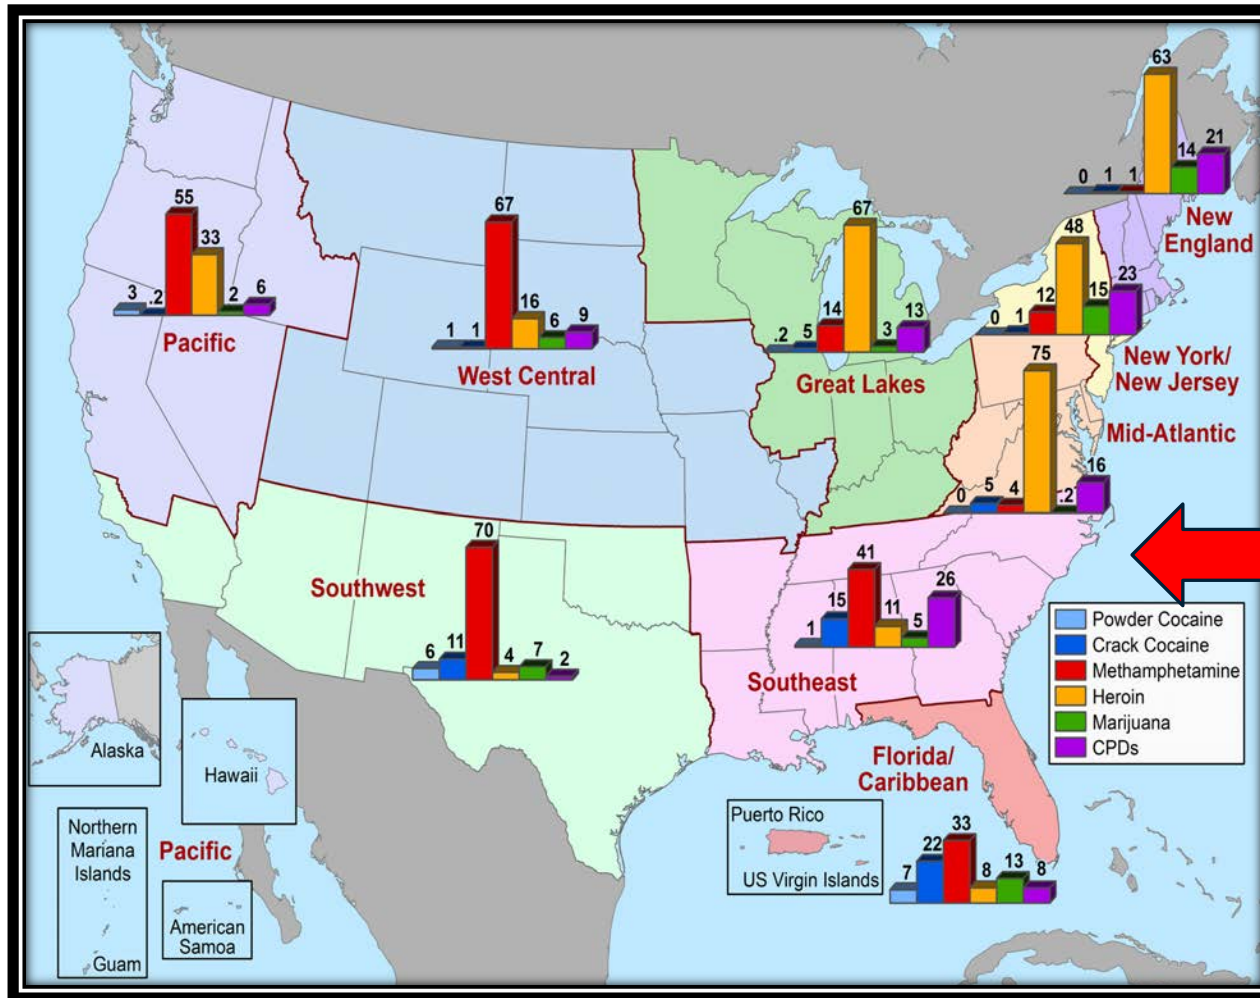 63
21
14
0 1 1
New
England
55
33
3 .2 2 6
Pacific
67
16
1 1 6 9
West Central
67
14 13
.2 5 3
Great Lakes
48
23
12 15
0 1
New York/
New Jersey
75
16
0 5 4 .2
Mid-Atlantic
70
6 11 4 7 2
Southwest
41
26
15
1 11 5
Southeast
Powder Cocaine
Crack Cocaine
Methamphetamine
Heroin
Marijuana
CPDs
Florida/
Caribbean
33
22
7 8 13 8
Puerto Rico
US Virgin Islands
Alaska
Hawaii
Northern
Mariana
Islands
Guam
Pacific
American
Samoa